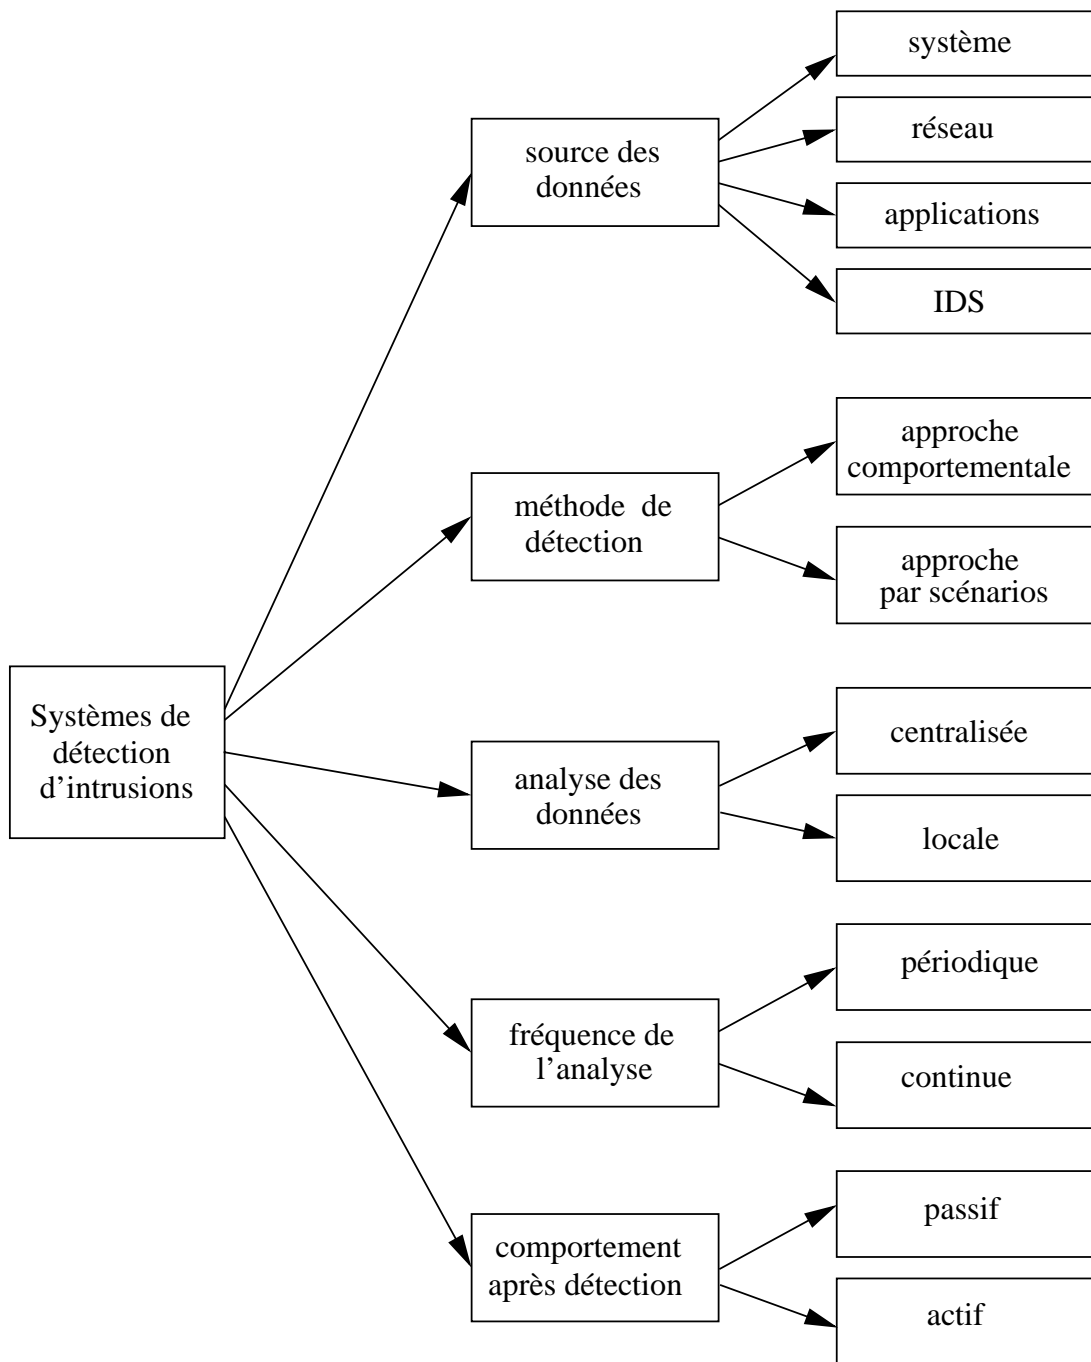 Systèmes de
détection
d’intrusions
source des
données
système
réseau
applications
IDS
méthode de
détection
approche
comportementale
approche
par scénarios
analyse des
données
centralisée
locale
fréquence de
l’analyse
périodique
continue
comportement
après détection
passif
actif